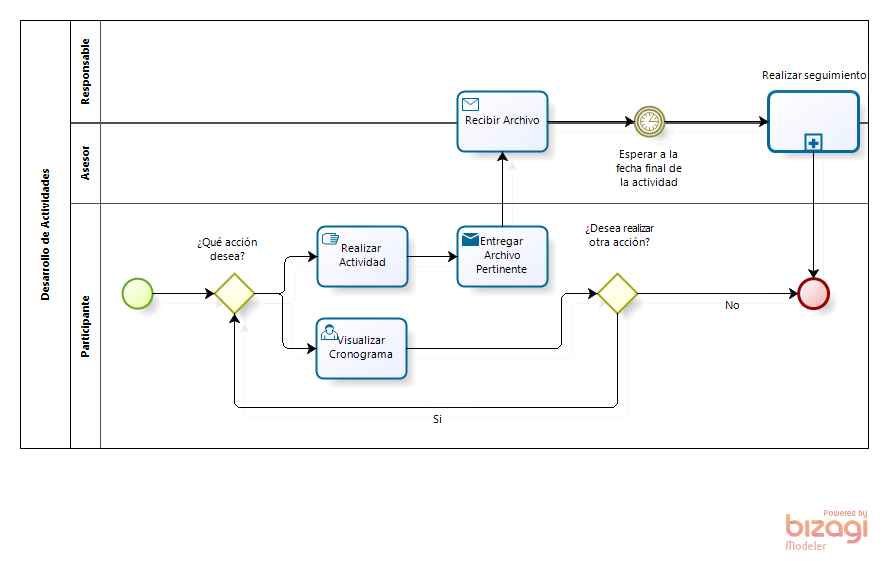 Desarrollo de Actividades
Responsable
Asesor
Participante
Realizar seguimiento
Recibir Archivo
Esperar a la
fecha final de
la actividad
¿Qué acción
desea?
Realizar
Actividad
Entregar
Archivo
Pertinente
¿Desea realizar
otra acción?
Visualizar
Cronograma
No
Si
Powered by
bizagi
Modeler